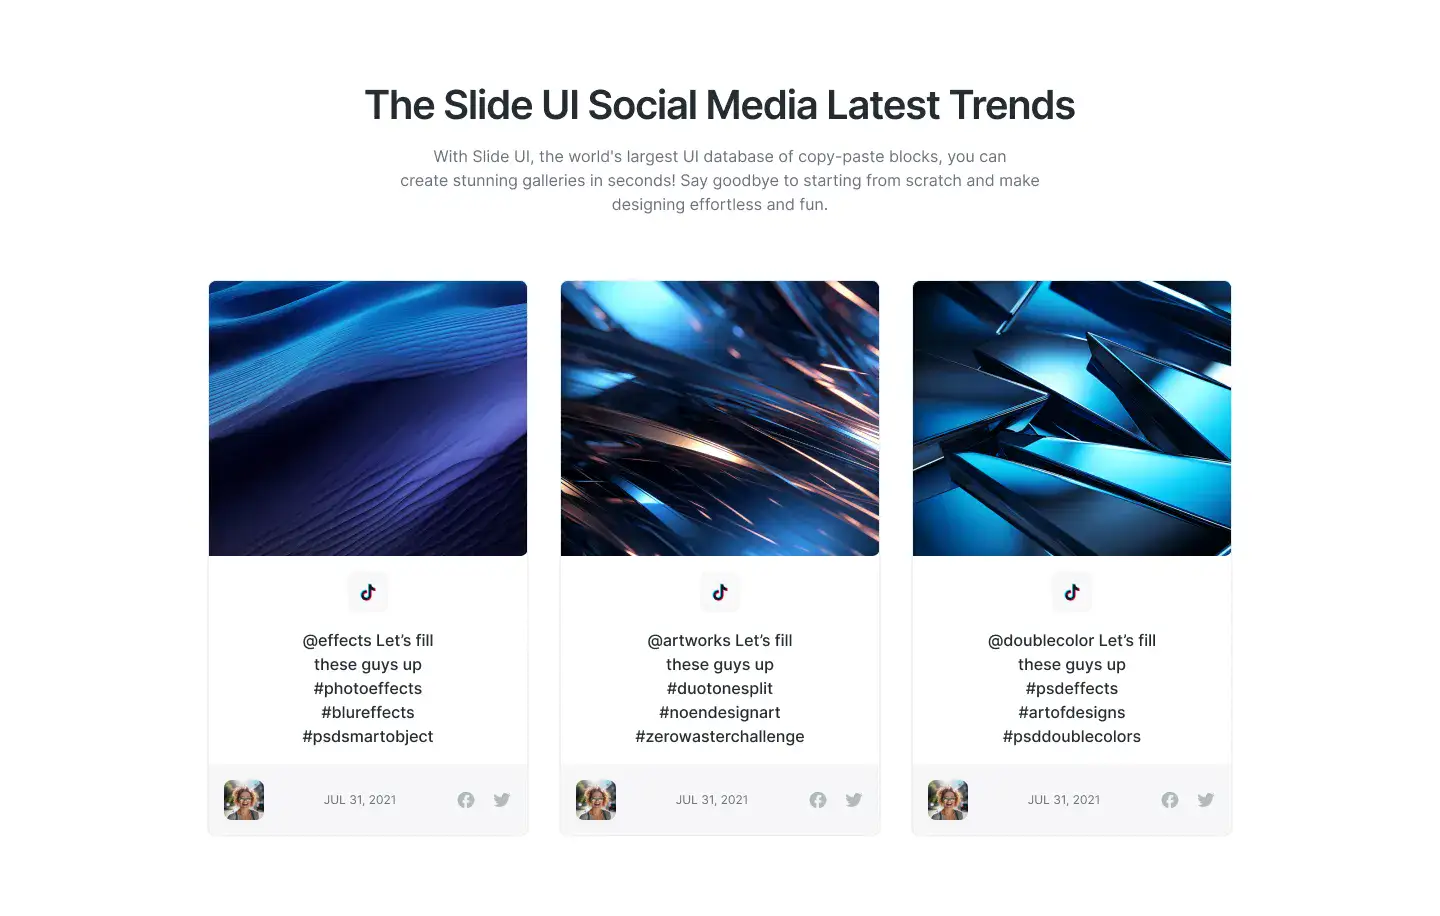 The Slide UI Social Media Latest Trends
With Slide UI, the world's largest UI database of copy-paste blocks, you can
create stunning galleries in seconds! Say goodbye to starting from scratch and make
designing effortless and fun.
@effects Let’s fill
these guys up
#photoeffects
#blureffects
#psdsmartobject
JUL 31, 2021
@artworks Let’s fill
these guys up
#duotonesplit
#noendesignart
#zerowasterchallenge
JUL 31, 2021
@doublecolor Let’s fill
these guys up
#psdeffects
#artofdesigns
#psddoublecolors
JUL 31, 2021